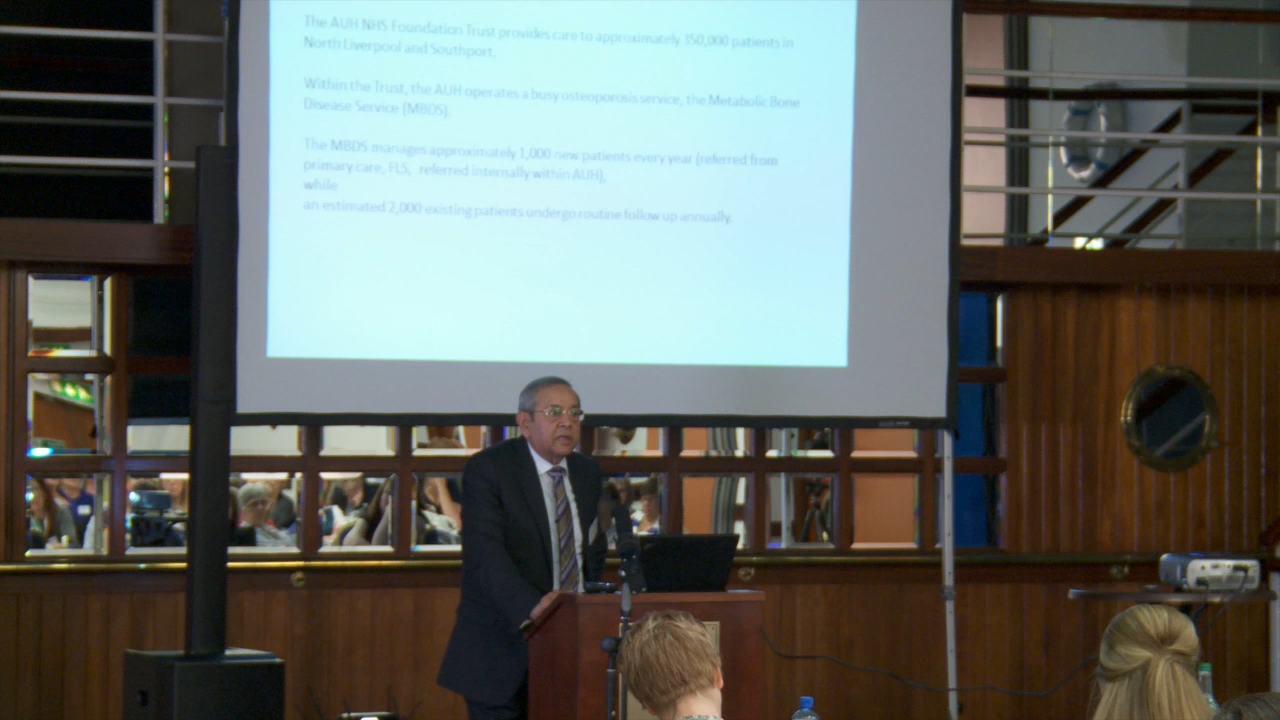 The AUH NHS Foundation Trust provides care to approximately 350,000 patients in
North Liverpool and Southport.
Within the Trust, the AUH operates a busy osteoporosis service, the Metabolic Bone
Disease Service (MBDS).
The MBDS manages approximately 1,000 new patients every year (referred from
primary care, FLS, referred internally within AUH),
while
an estimated 2,000 existing patients undergo routine follow up annually.